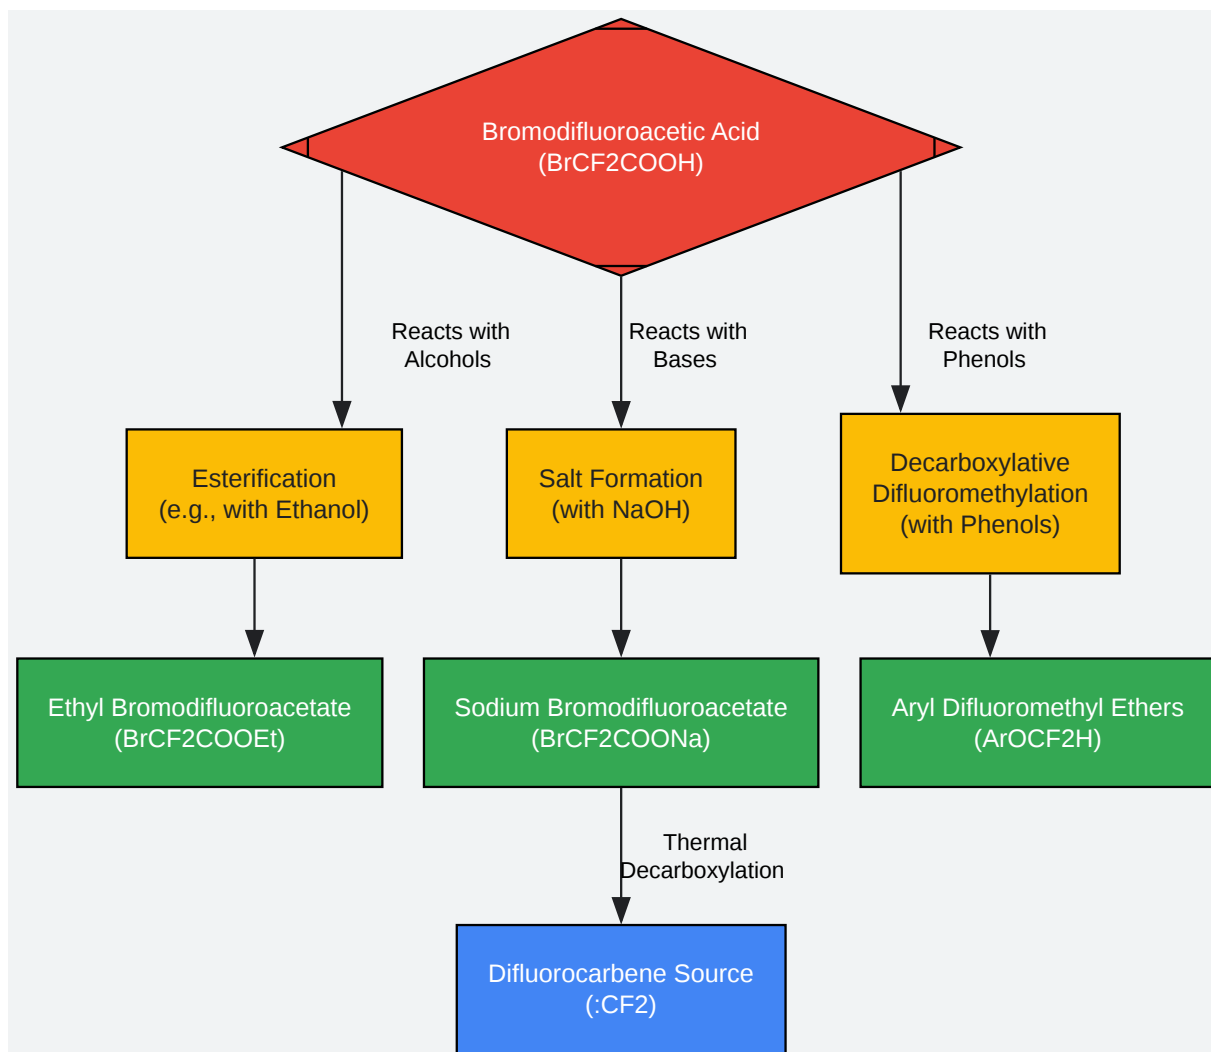 Bromodifluoroacetic Acid
(BrCF2COOH)
Reacts with
Alcohols
Reacts with
Bases
Reacts with
Phenols
Esterification
(e.g., with Ethanol)
Salt Formation
(with NaOH)
Decarboxylative
Difluoromethylation
(with Phenols)
Ethyl Bromodifluoroacetate
(BrCF2COOEt)
Sodium Bromodifluoroacetate
(BrCF2COONa)
Aryl Difluoromethyl Ethers
(ArOCF2H)
Thermal
Decarboxylation
Difluorocarbene Source
(:CF2)